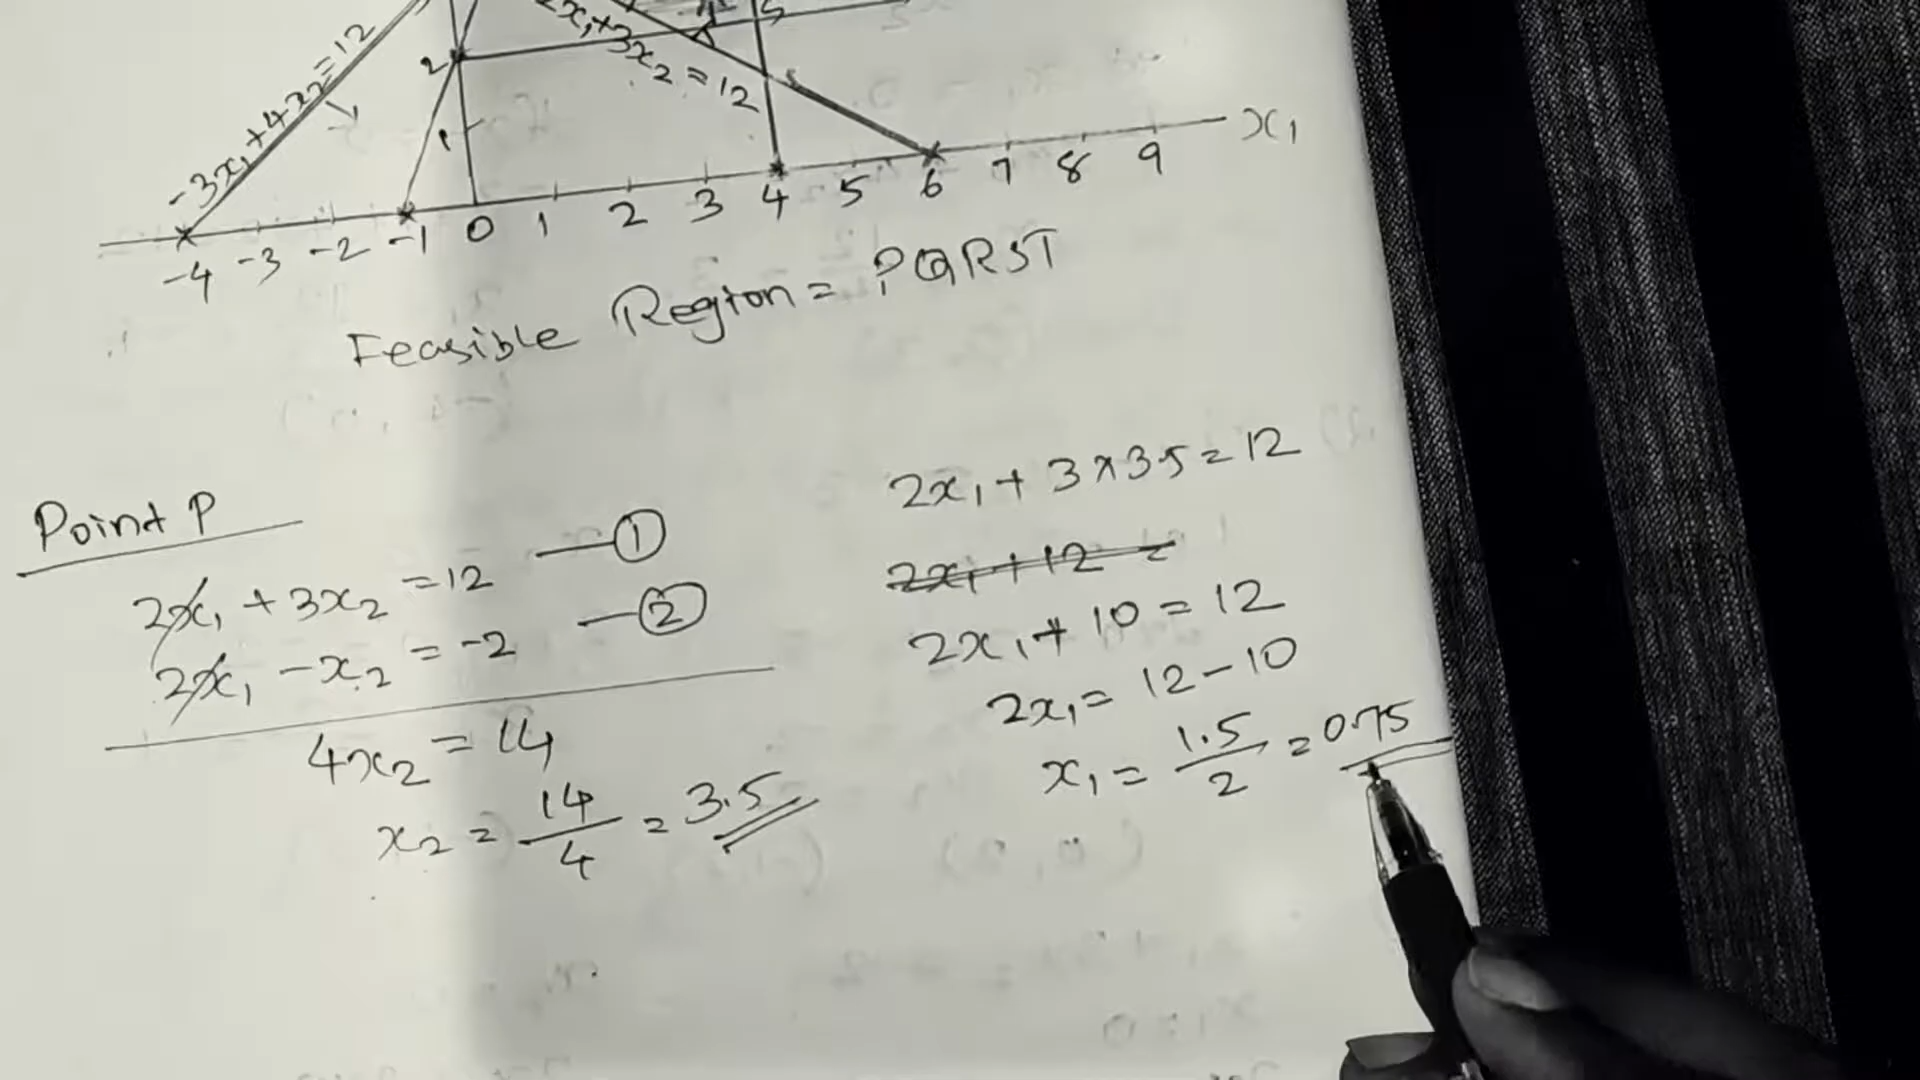 -3x₁+4x₂=12
2x₁+3x₂=12
2
1
x₁
-4 -3 -2 -1 0 1 2 3 4 5 6 7 8 9
Feasible Region = PQRST
Point P
2x₁ + 3x₂ = 12 — ①
2x₁ - x₂ = -2 — ②
4x₂ = 14
x₂ = 14/4 = 3.5
2x₁ + 3×3.5 = 12
2x₁ + 12 =
2x₁ + 10 = 12
2x₁ = 12-10
x₁ = 1.5/2 = 0.75